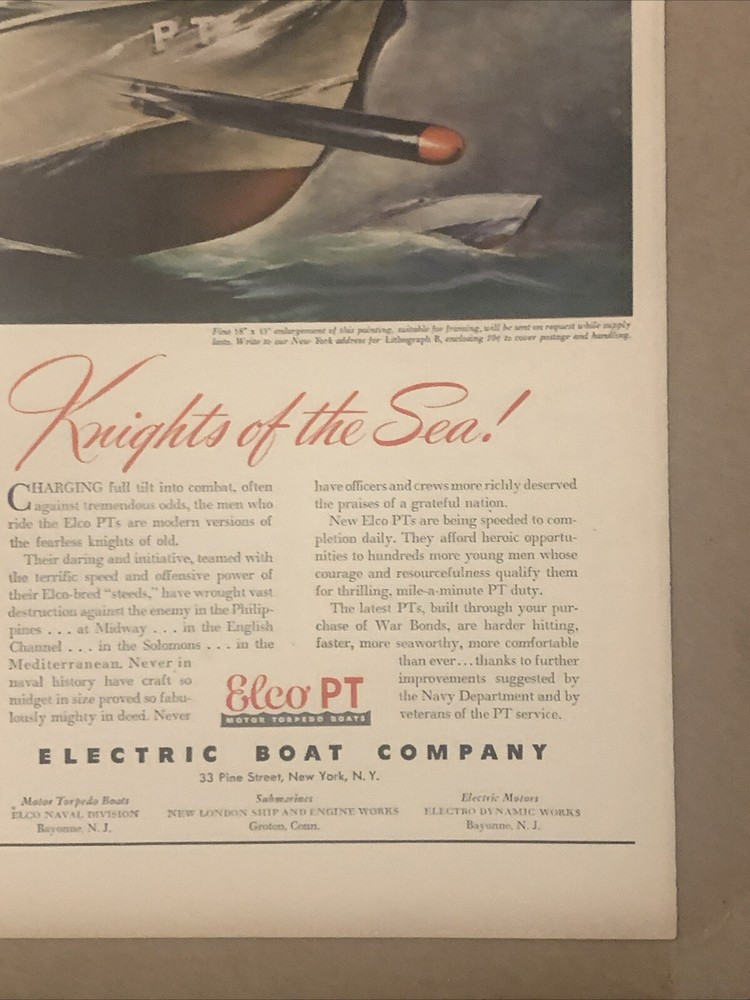 PT
Fine 18" x 15" enlargement of this painting, suitable for framing, will be sent on request while supply
lasts. Write to our New York address for Lithograph B, enclosing 10¢ to cover postage and handling.
Knights of the Sea!
CHARGING full tilt into combat, often
against tremendous odds, the men who
ride the Elco PTs are modern versions of
the fearless knights of old.
Their daring and initiative, teamed with
the terrific speed and offensive power of
their Elco-bred “steeds,” have wrought vast
destruction against the enemy in the Philip-
pines . . . at Midway . . . in the English
Channel . . . in the Solomons . . . in the
Mediterranean. Never in
naval history have craft so
midget in size proved so fabu-
lously mighty in deed. Never
have officers and crews more richly deserved
the praises of a grateful nation.
New Elco PTs are being speeded to com-
pletion daily. They afford heroic opportu-
nities to hundreds more young men whose
courage and resourcefulness qualify them
for thrilling, mile-a-minute PT duty.
The latest PTs, built through your pur-
chase of War Bonds, are harder hitting,
faster, more seaworthy, more comfortable
than ever . . . thanks to further
improvements suggested by
the Navy Department and by
veterans of the PT service.
Elco PT
MOTOR TORPEDO BOATS
ELECTRIC BOAT COMPANY
33 Pine Street, New York, N. Y.
Motor Torpedo Boats
ELCO NAVAL DIVISION
Bayonne, N. J.
Submarines
NEW LONDON SHIP AND ENGINE WORKS
Groton, Conn.
Electric Motors
ELECTRO DYNAMIC WORKS
Bayonne, N. J.